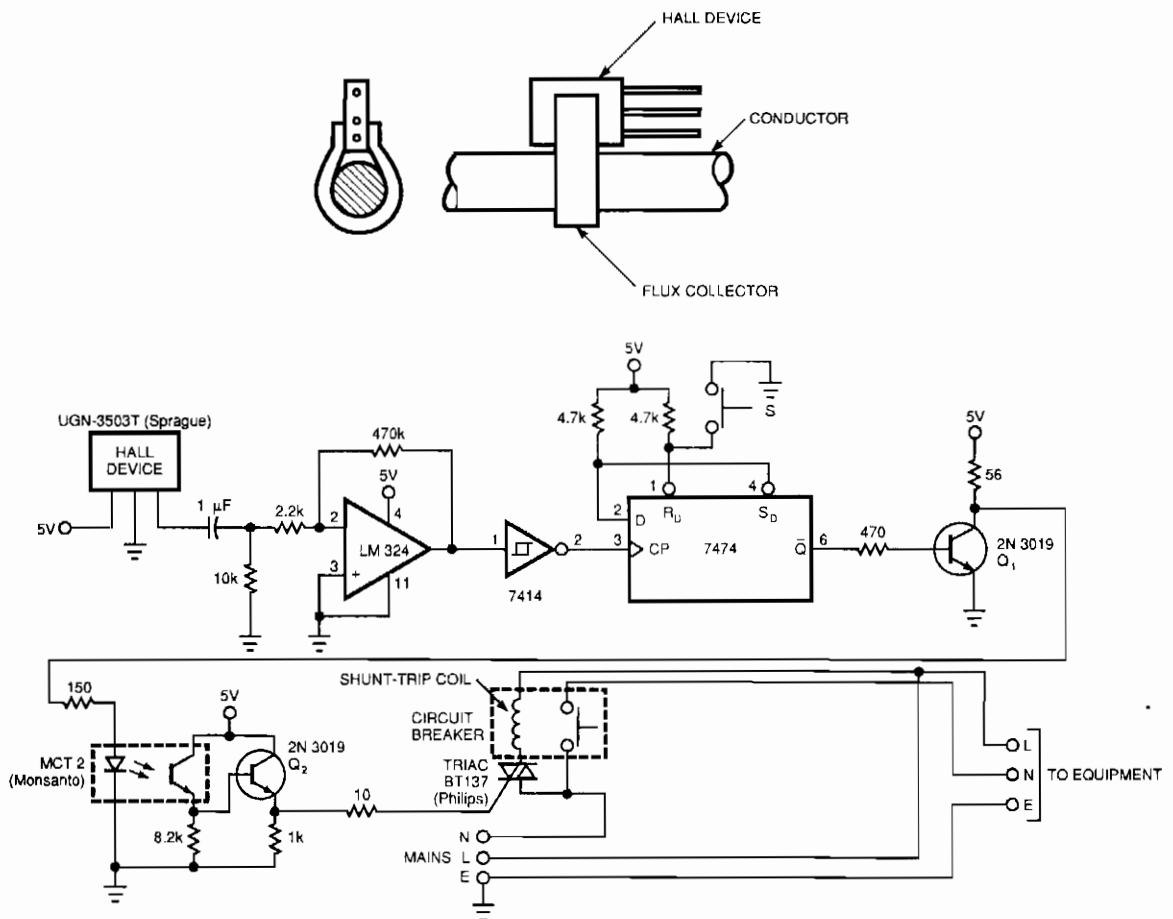 HALL DEVICE
CONDUCTOR
FLUX COLLECTOR
5V
5V
4.7k
4.7k
S
UGN-3503T (Sprague)
HALL
DEVICE
470k
5V
56
1 µF
2.2k
2
4
1
4
5V
LM 324
2
D
R_D
S_D
1
2
3
CP
7474
Q̅
6
470
2N 3019
Q₁
3
+
11
10k
7414
150
SHUNT-TRIP COIL
5V
CIRCUIT
BREAKER
2N 3019
Q₂
MCT 2
(Monsanto)
TRIAC
BT137
(Philips)
L
N
TO EQUIPMENT
E
10
8.2k
1k
N
MAINS L
E